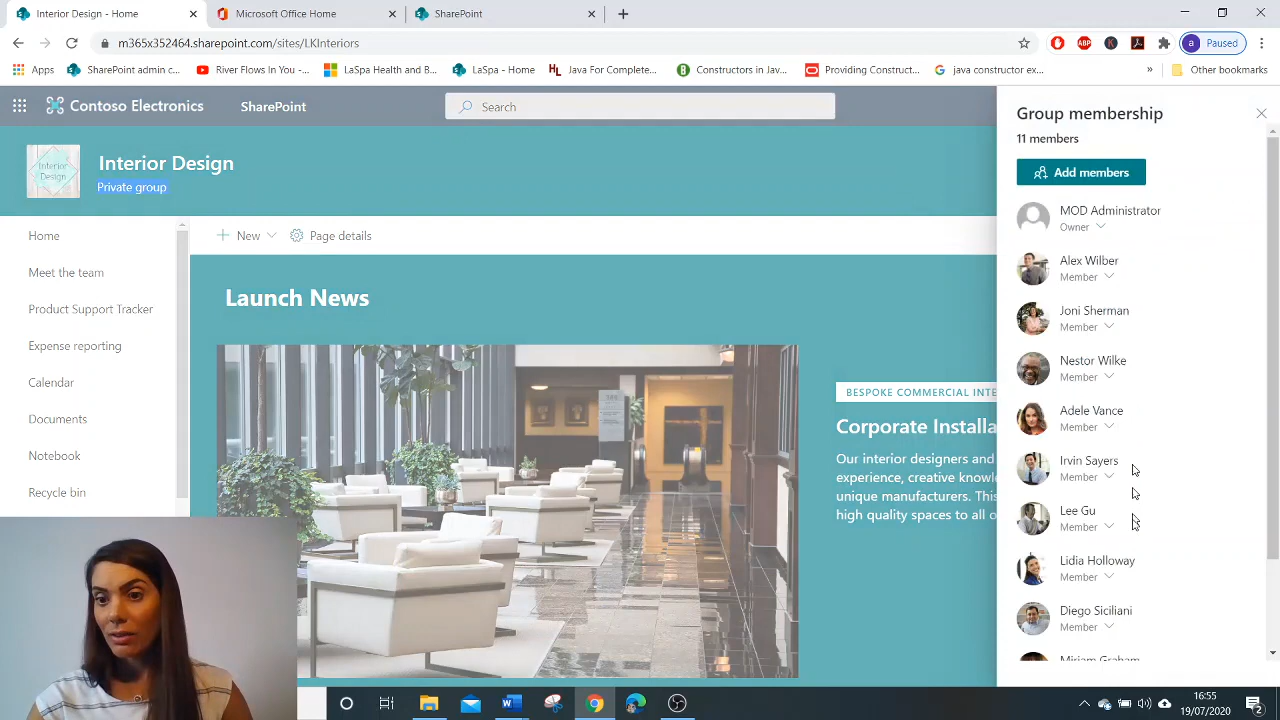 Interior Design - Home
Microsoft Office Home
SharePoint
m365x352464.sharepoint.com/sites/LKInteriors
a Paused
Apps
SharePoint admin c...
River Flows In You -...
LaSpaHealth and B...
LaSpa - Home
Java For Complete...
Constructors in Jav...
Providing Construct...
java constructor ex...
Other bookmarks
Contoso Electronics
SharePoint
Search
Interior Design
Interior Design
Private group
Home
Meet the team
Product Support Tracker
Expense reporting
Calendar
Documents
Notebook
Recycle bin
New
Page details
Launch News
BESPOKE COMMERCIAL INTE
Corporate Installa
Our interior designers and
experience, creative knowl
unique manufacturers. This
high quality spaces to all o
Group membership
11 members
Add members
MOD Administrator
Owner
Alex Wilber
Member
Joni Sherman
Member
Nestor Wilke
Member
Adele Vance
Member
Irvin Sayers
Member
Lee Gu
Member
Lidia Holloway
Member
Diego Siciliani
Member
Miriam Graham
16:55
19/07/2020